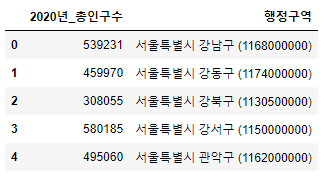 2020년_총인구수 행정구역
0 539231 서울특별시 강남구 (1168000000)
1 459970 서울특별시 강동구 (1174000000)
2 308055 서울특별시 강북구 (1130500000)
3 580185 서울특별시 강서구 (1150000000)
4 495060 서울특별시 관악구 (1162000000)